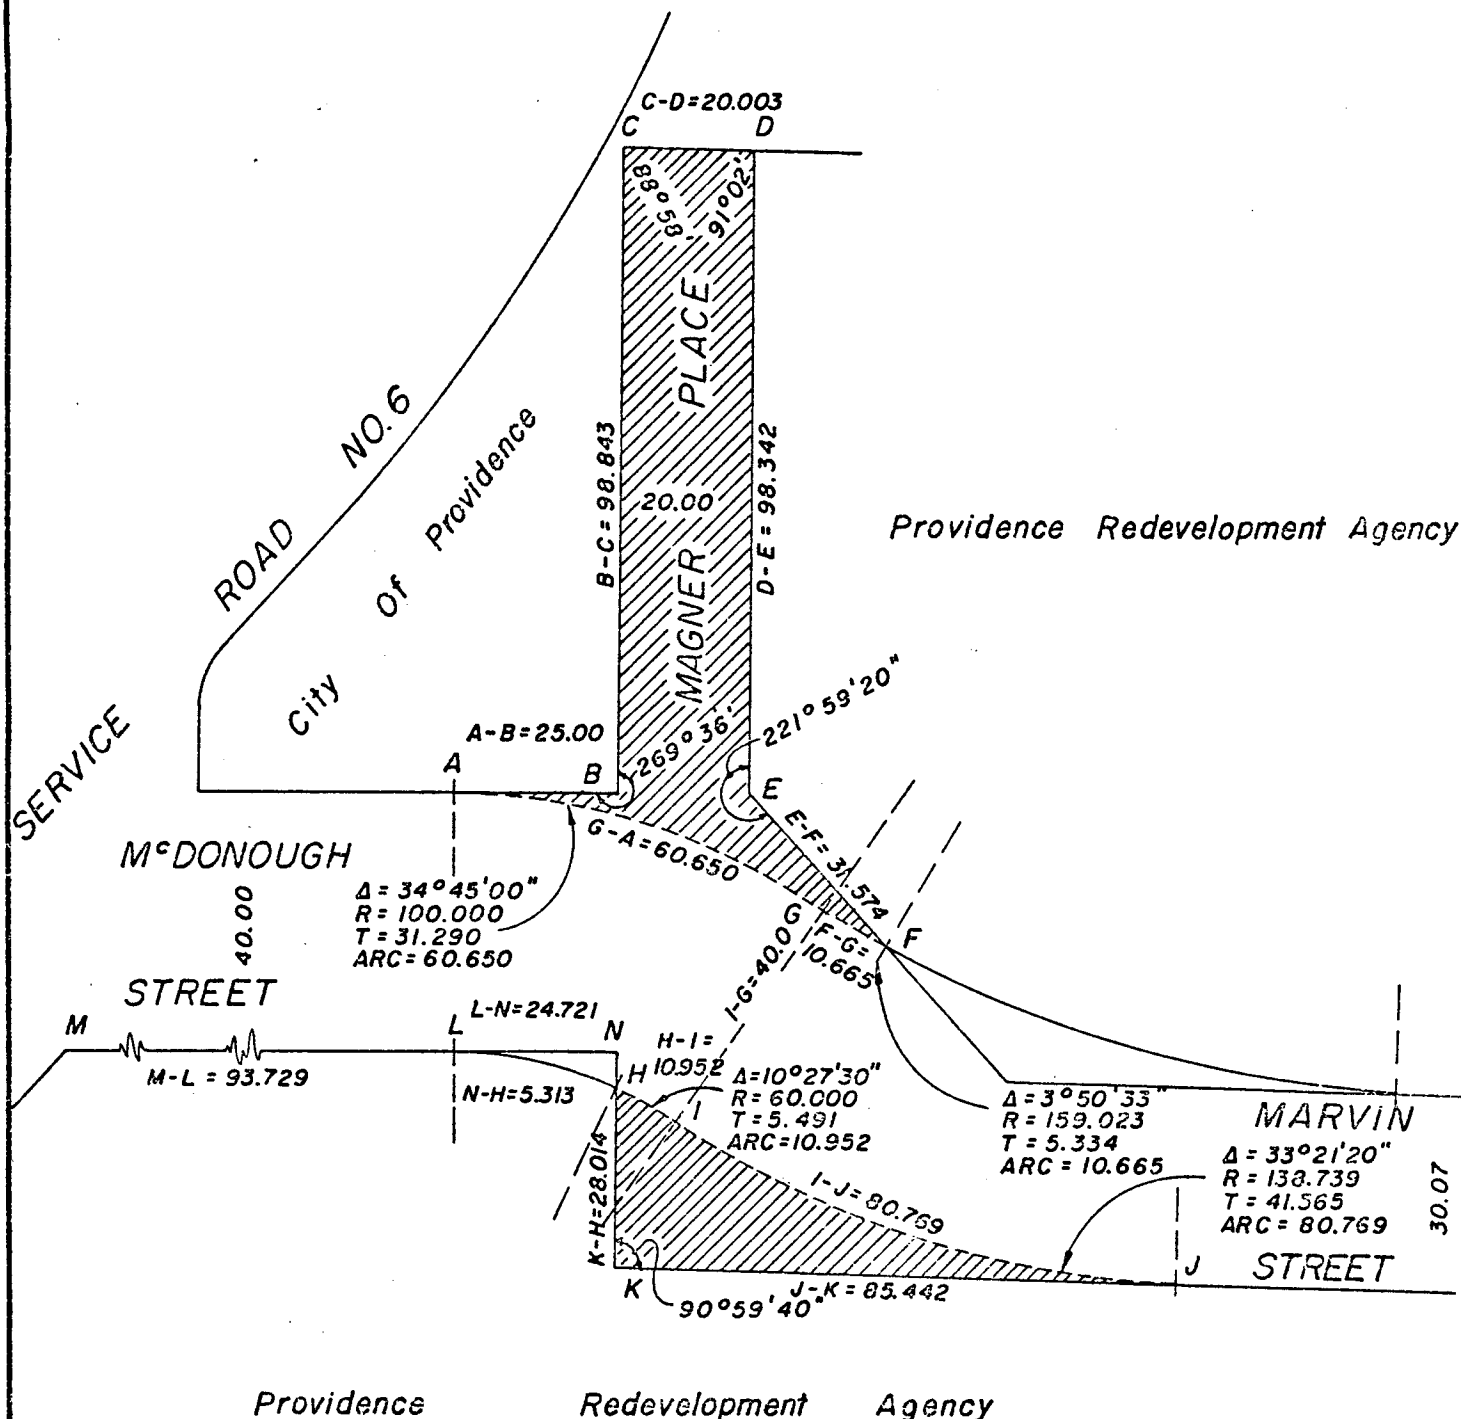 C-D=20.003
C D
88°58'
91°02'
MAGNER PLACE
20.00
B-C=98.843
D-E=98.342
SERVICE ROAD NO.6
City Of Providence
Providence Redevelopment Agency
A-B=25.00
A
B
269°36'
221°59'20"
E
E-F=31.574
G-A=60.650
McDONOUGH
STREET
40.00
Δ=34°45'00"
R=100.000
T=31.290
ARC=60.650
G
F-G=
10.665
F
I-G=40.0
M
L-N=24.721
L
N
M-L=93.729
N-H=5.313
H-I=
10.952
H
I
Δ=10°27'30"
R=60.000
T=5.491
ARC=10.952
Δ=3°50'33"
R=159.023
T=5.334
ARC=10.665
MARVIN
STREET
Δ=33°21'20"
R=138.739
T=41.565
ARC=80.769
30.07
K-H=28.014
I-J=80.769
J
K
J-K=85.442
90°59'40"
Providence Redevelopment Agency